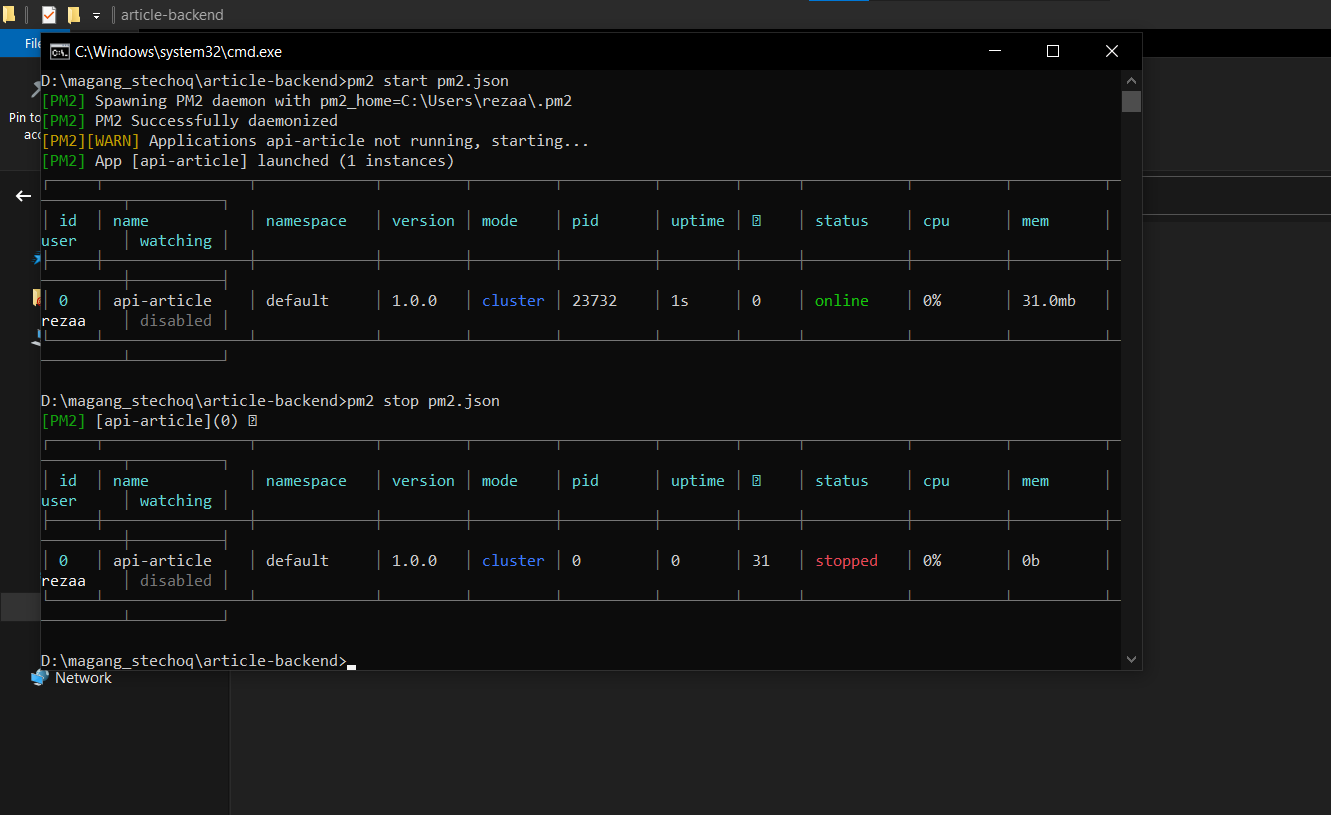 article-backend
File
C:\Windows\system32\cmd.exe
Pin to
D:\magang_stechoq\article-backend>pm2 start pm2.json
[PM2] Spawning PM2 daemon with pm2_home=C:\Users\rezaa\.pm2
[PM2] PM2 Successfully daemonized
[PM2][WARN] Applications api-article not running, starting...
[PM2] App [api-article] launched (1 instances)
│ id │ name │ namespace │ version │ mode │ pid │ uptime │ │ status │ cpu │ mem │
user │ watching │
│ 0 │ api-article │ default │ 1.0.0 │ cluster │ 23732 │ 1s │ 0 │ online │ 0% │ 31.0mb │
rezaa │ disabled │
D:\magang_stechoq\article-backend>pm2 stop pm2.json
[PM2] [api-article](0)
│ id │ name │ namespace │ version │ mode │ pid │ uptime │ │ status │ cpu │ mem │
user │ watching │
│ 0 │ api-article │ default │ 1.0.0 │ cluster │ 0 │ 0 │ 31 │ stopped │ 0% │ 0b │
rezaa │ disabled │
D:\magang_stechoq\article-backend>
Network